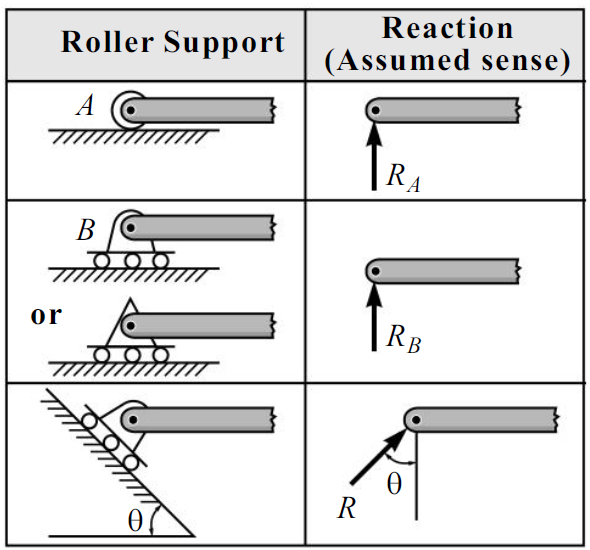 Roller Support
Reaction
(Assumed sense)
A
R_A
B
or
R_B
θ
R
θ